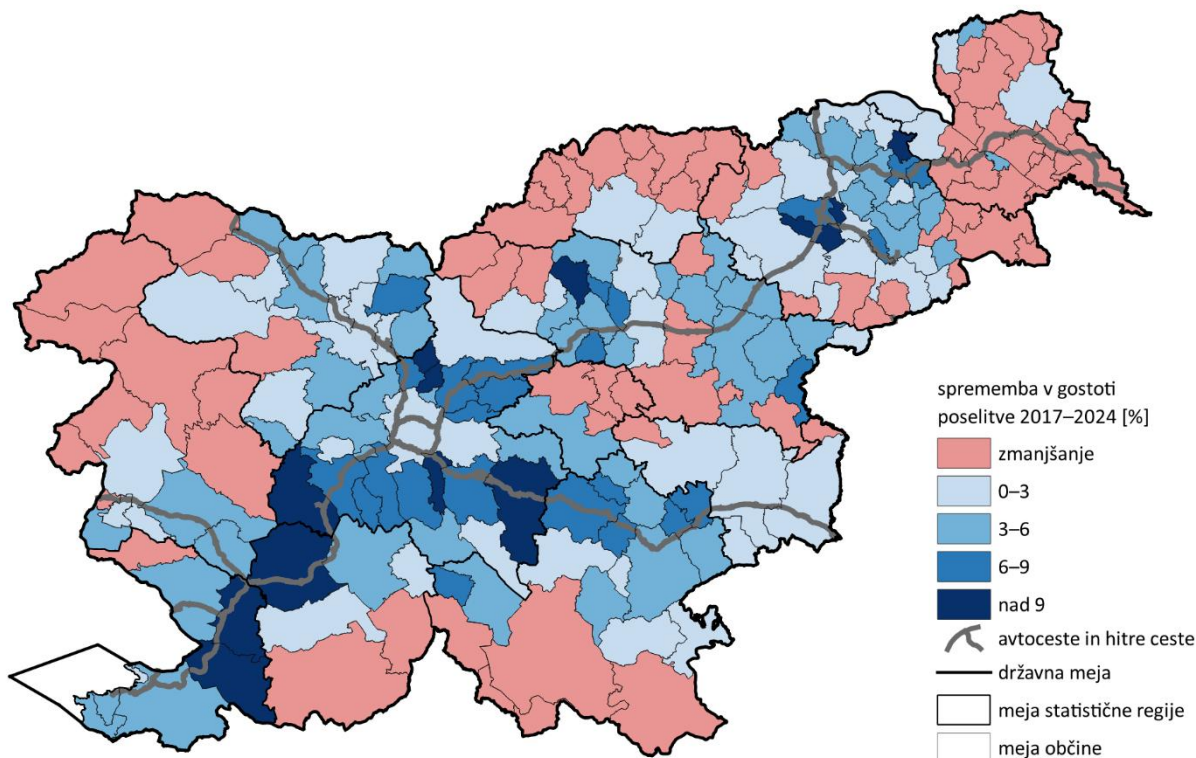 sprememba v gostoti
poselitve 2017–2024 [%]
zmanjšanje
0–3
3–6
6–9
nad 9
avtoceste in hitre ceste
državna meja
meja statistične regije
meja občine